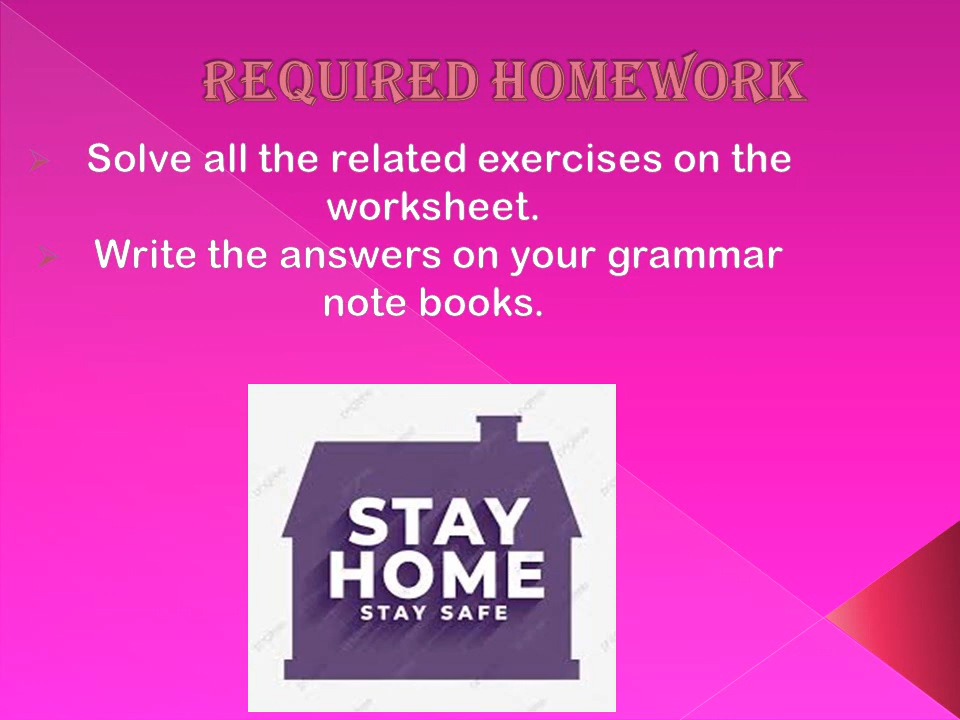 REQUIRED HOMEWORK
Solve all the related exercises on the
worksheet.
Write the answers on your grammar
note books.
STAY
HOME
STAY SAFE